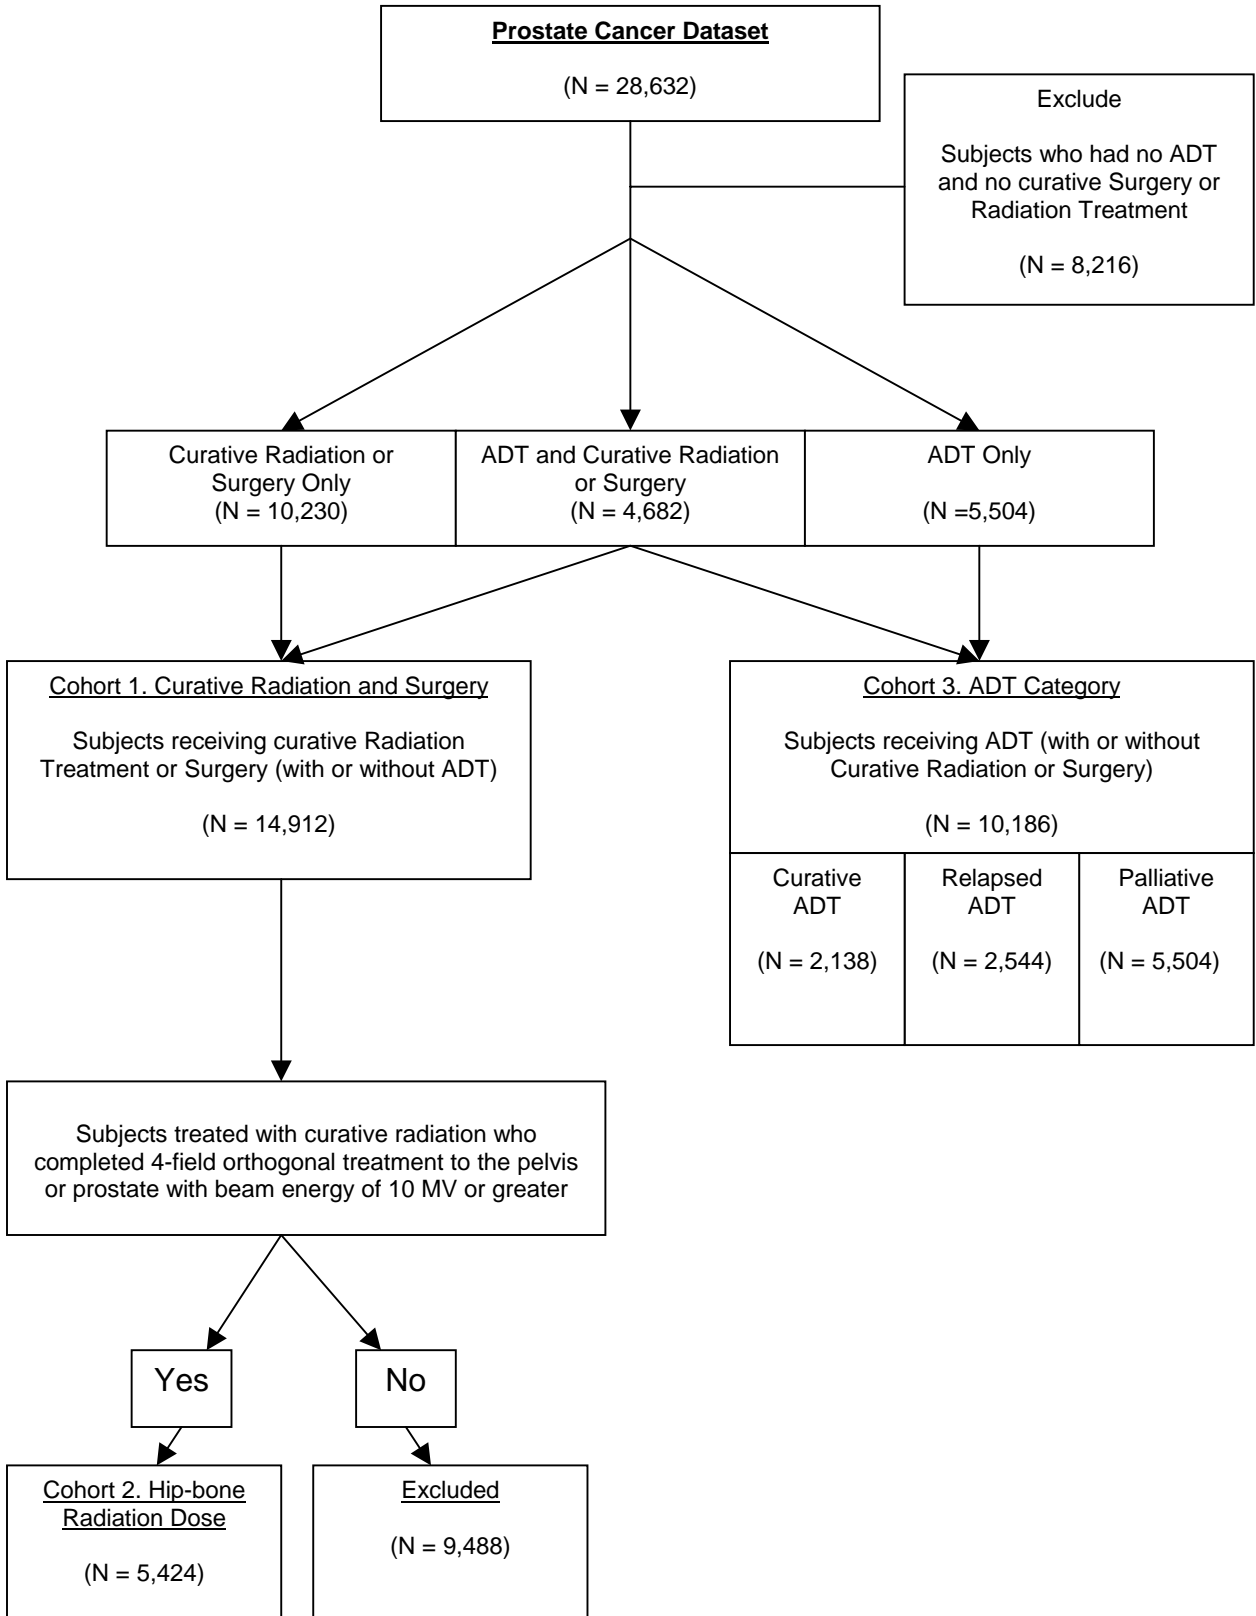 Prostate Cancer Dataset
(N = 28,632)
Exclude
Subjects who had no ADT
and no curative Surgery or
Radiation Treatment
(N = 8,216)
Curative Radiation or
Surgery Only
(N = 10,230)
ADT and Curative Radiation
or Surgery
(N = 4,682)
ADT Only
(N =5,504)
Cohort 1. Curative Radiation and Surgery
Subjects receiving curative Radiation
Treatment or Surgery (with or without ADT)
(N = 14,912)
Cohort 3. ADT Category
Subjects receiving ADT (with or without
Curative Radiation or Surgery)
(N = 10,186)
Curative
ADT
(N = 2,138)
Relapsed
ADT
(N = 2,544)
Palliative
ADT
(N = 5,504)
Subjects treated with curative radiation who
completed 4-field orthogonal treatment to the pelvis
or prostate with beam energy of 10 MV or greater
Yes
No
Cohort 2. Hip-bone
Radiation Dose
(N = 5,424)
Excluded
(N = 9,488)